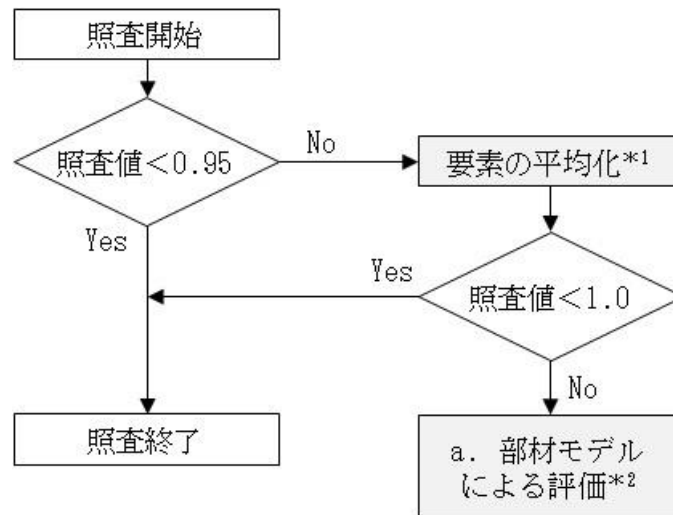 照査開始
照査値＜0.95
No
要素の平均化*1
Yes
Yes
照査値＜1.0
No
照査終了
a. 部材モデル
による評価*2